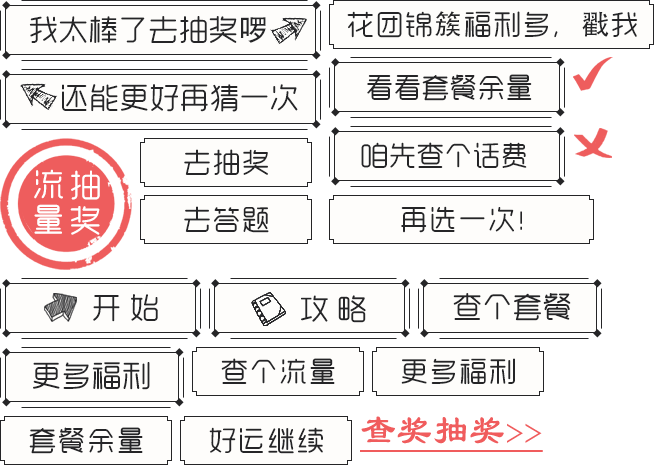 我太棒了去抽奖啰
花团锦簇福利多，戳我
还能更好再猜一次
看看套餐余量
咱先查个话费
流抽
量奖
去抽奖
去答题
再选一次!
开始
攻略
查个套餐
更多福利
查个流量
更多福利
套餐余量
好运继续
查奖抽奖>>